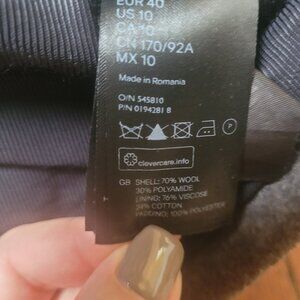 EUR 40
US 10
CA 10
CN 170/92A
MX 10
Made in Romania
O/N 545810
P/N 0194281 8
P
clevercare.info
GB SHELL: 70% WOOL
30% POLYAMIDE
LINING: 76% VISCOSE
24% COTTON
PADDING: 100% POLYESTER